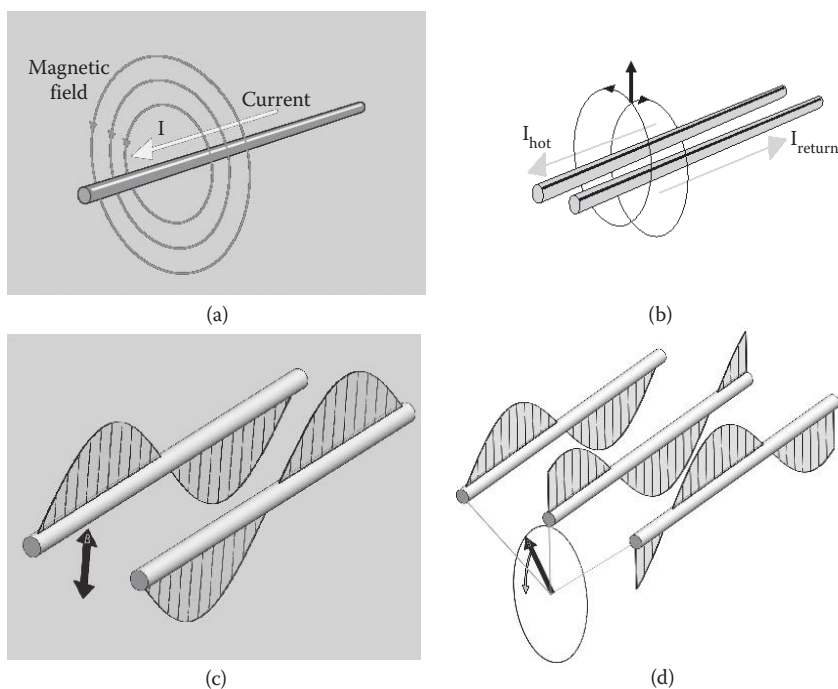 Magnetic
field
Current
I
(a)
I hot
I return
(b)
B
(c)
(d)